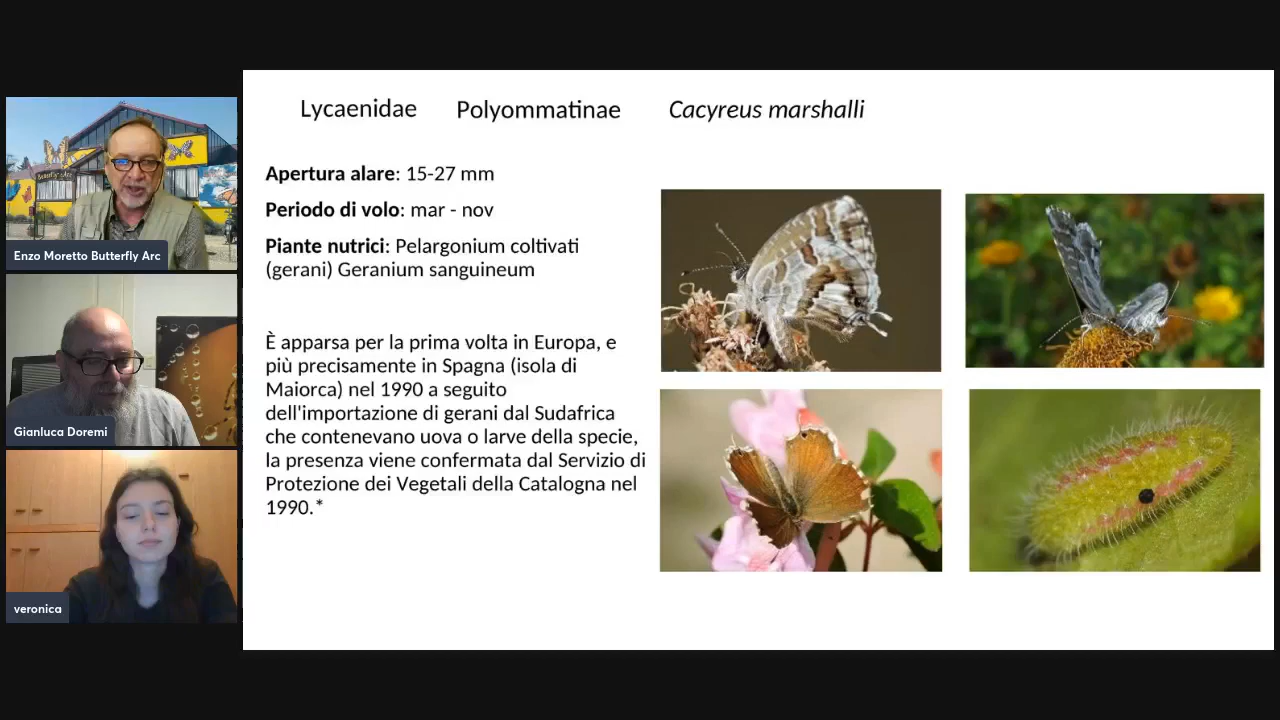 Lycaenidae Polyommatinae Cacyreus marshalli
Apertura alare: 15-27 mm
Periodo di volo: mar - nov
Piante nutrici: Pelargonium coltivati
(gerani) Geranium sanguineum
È apparsa per la prima volta in Europa, e
più precisamente in Spagna (isola di
Maiorca) nel 1990 a seguito
dell'importazione di gerani dal Sudafrica
che contenevano uova o larve della specie,
la presenza viene confermata dal Servizio di
Protezione dei Vegetali della Catalogna nel
1990.*
Butterfly Arc
Enzo Moretto Butterfly Arc
Gianluca Doremi
veronica